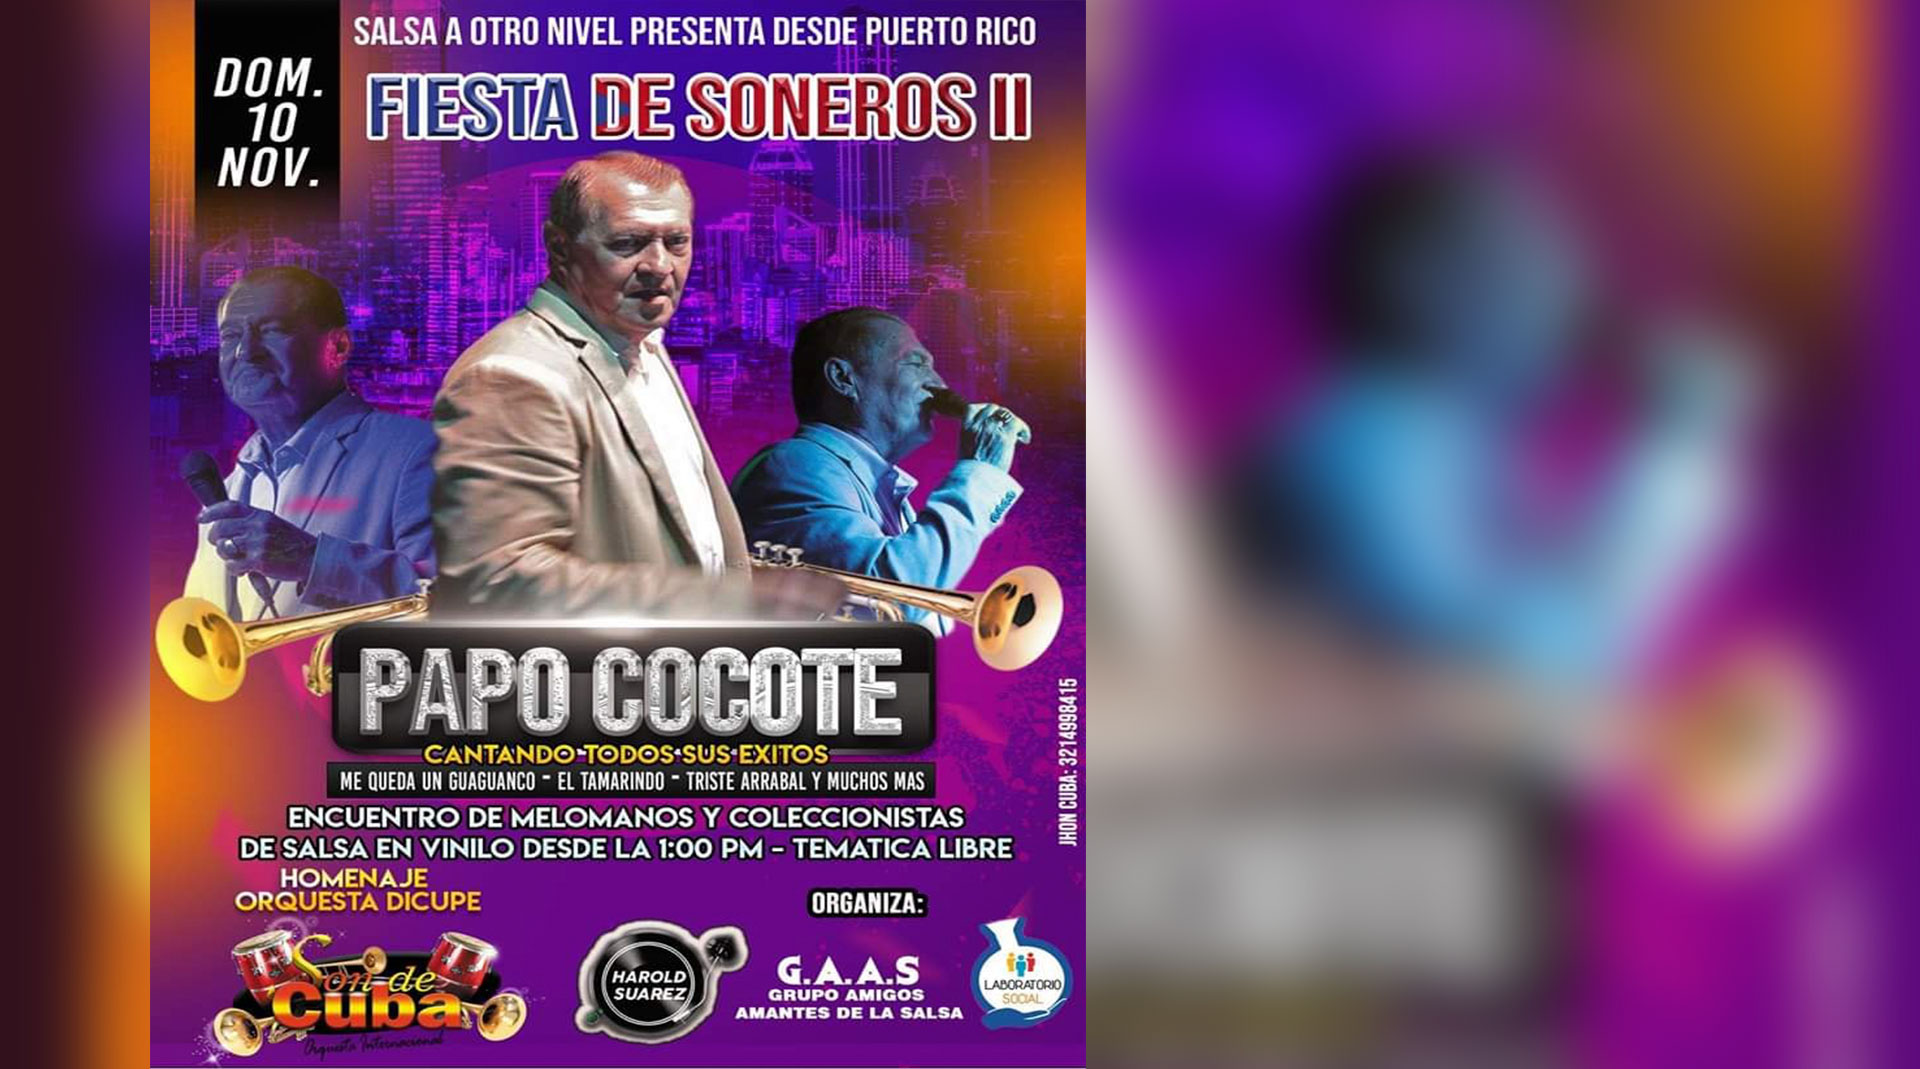 SALSA A OTRO NIVEL PRESENTA DESDE PUERTO RICO
DOM.
10
NOV.
FIESTA DE SONEROS II
PAPO COCOTE
CANTANDO TODOS SUS EXITOS
ME QUEDA UN GUAGUANCO - EL TAMARINDO - TRISTE ARRABAL Y MUCHOS MAS
ENCUENTRO DE MELOMANOS Y COLECCIONISTAS
DE SALSA EN VINILO DESDE LA 1:00 PM - TEMATICA LIBRE
HOMENAJE
ORQUESTA DICUPE
Son de
Cuba
Orquesta Internacional
ORGANIZA:
HAROLD
SUAREZ
G.A.A.S
GRUPO AMIGOS
AMANTES DE LA SALSA
LABORATORIO
SOCIAL
JHON CUBA: 3214998415